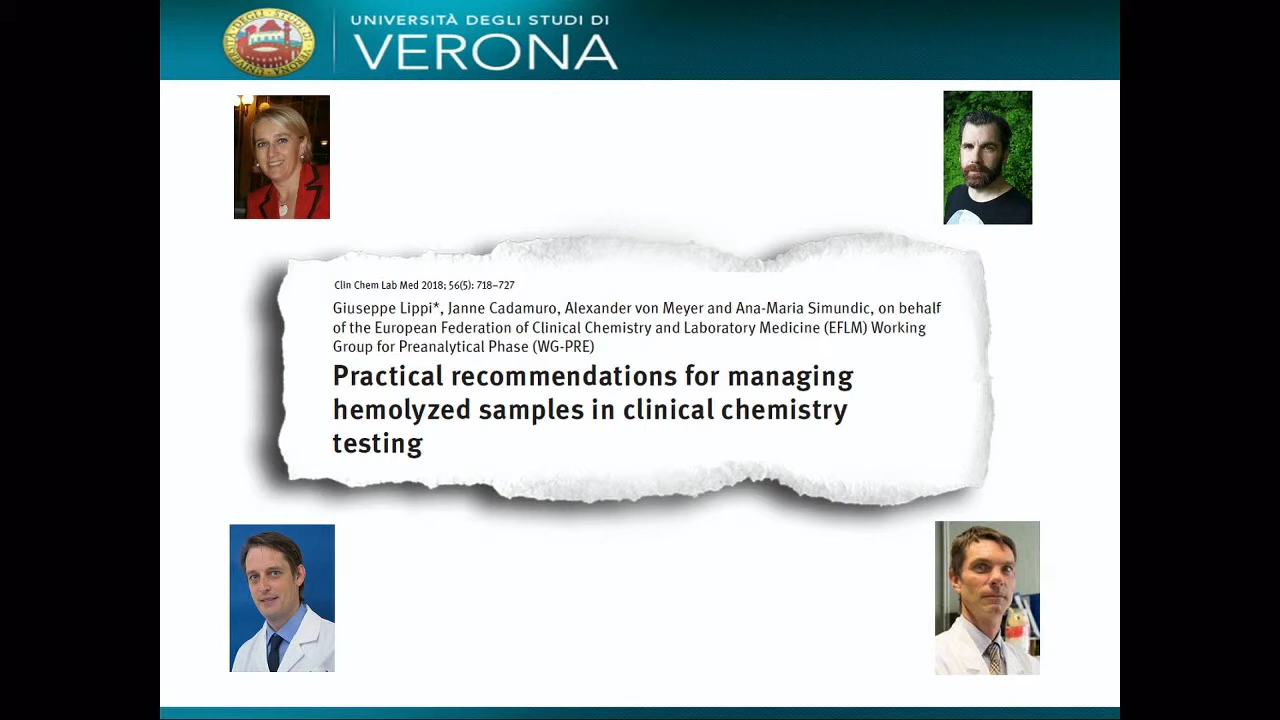 UNIVERSITÀ DEGLI STUDI DI
VERONA
Clin Chem Lab Med 2018; 56(5): 718–727
Giuseppe Lippi*, Janne Cadamuro, Alexander von Meyer and Ana-Maria Simundic, on behalf
of the European Federation of Clinical Chemistry and Laboratory Medicine (EFLM) Working
Group for Preanalytical Phase (WG-PRE)
Practical recommendations for managing
hemolyzed samples in clinical chemistry
testing